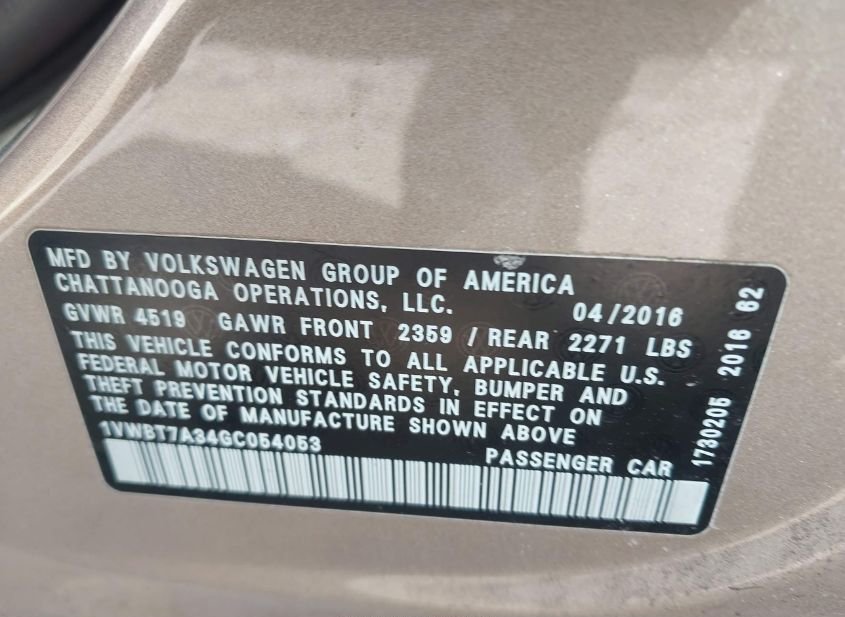 MFD BY VOLKSWAGEN GROUP OF AMERICA
CHATTANOOGA OPERATIONS, LLC. 04/2016
GVWR 4519 GAWR FRONT 2359 / REAR 2271 LBS
THIS VEHICLE CONFORMS TO ALL APPLICABLE U.S.
FEDERAL MOTOR VEHICLE SAFETY, BUMPER AND
THEFT PREVENTION STANDARDS IN EFFECT ON
THE DATE OF MANUFACTURE SHOWN ABOVE
1VWBT7A34GC054053 PASSENGER CAR
1730205 2016 62